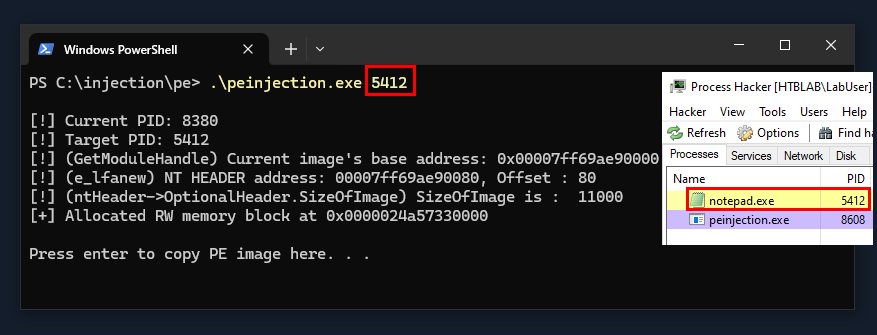 Windows PowerShell
PS C:\injection\pe> .\peinjection.exe 5412
[!] Current PID: 8380
[!] Target PID: 5412
[!] (GetModuleHandle) Current image's base address: 0x00007ff69ae90000
[!] (e_lfanew) NT HEADER address: 00007ff69ae90080, Offset : 80
[!] (ntHeader->OptionalHeader.SizeOfImage) SizeOfImage is :  11000
[+] Allocated RW memory block at 0x0000024a57330000
Press enter to copy PE image here. . .
Process Hacker [HTBLAB\LabUser]
Hacker View Tools Users Help
Refresh Options Find ha
Processes Services Network Disk
Name PID
notepad.exe 5412
peinjection.exe 8608